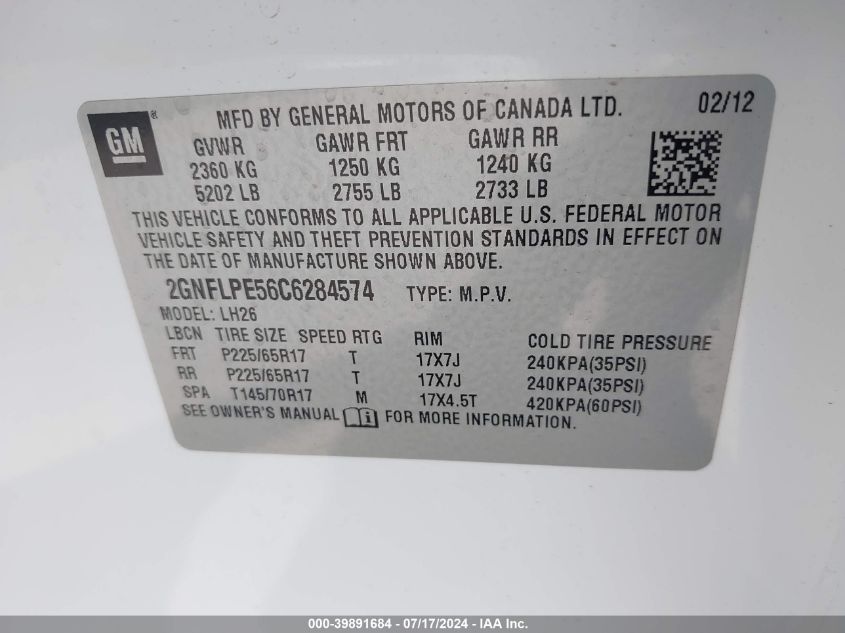 GM ®
MFD BY GENERAL MOTORS OF CANADA LTD. 02/12
GVWR GAWR FRT GAWR RR
2360 KG 1250 KG 1240 KG
5202 LB 2755 LB 2733 LB
THIS VEHICLE CONFORMS TO ALL APPLICABLE U.S. FEDERAL MOTOR
VEHICLE SAFETY AND THEFT PREVENTION STANDARDS IN EFFECT ON
THE DATE OF MANUFACTURE SHOWN ABOVE.
2GNFLPE56C6284574 TYPE: M.P.V.
MODEL: LH26
LBCN TIRE SIZE SPEED RTG RIM COLD TIRE PRESSURE
FRT P225/65R17 T 17X7J 240KPA(35PSI)
RR P225/65R17 T 17X7J 240KPA(35PSI)
SPA T145/70R17 M 17X4.5T 420KPA(60PSI)
SEE OWNER'S MANUAL i FOR MORE INFORMATION.
000-39891684 - 07/17/2024 - IAA, Inc.